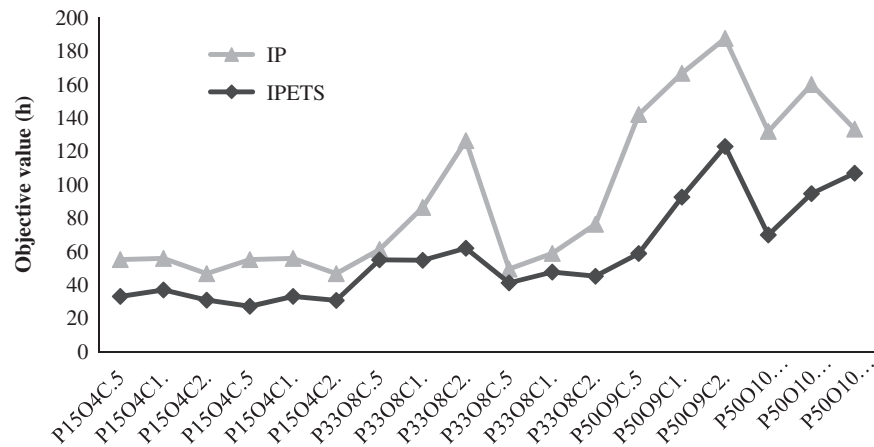 200
180
160
140
120
100
80
60
40
20
0
Objective value (h)
IP
IPETS
P15O4C.5
P15O4C1.
P15O4C2.
P15O4C.5
P15O4C1.
P15O4C2.
P33O8C.5
P33O8C1.
P33O8C2.
P33O8C.5
P33O8C1.
P33O8C2.
P50O9C.5
P50O9C1.
P50O9C2.
P50O10…
P50O10…
P50O10…